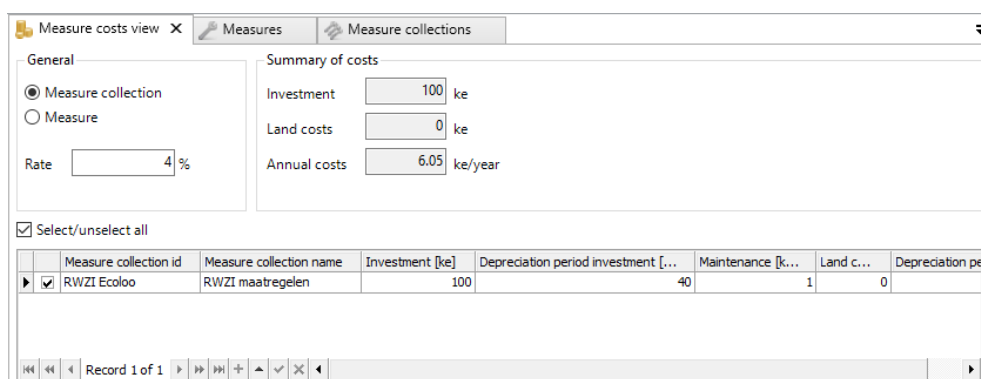 Measure costs view X Measures Measure collections
General Summary of costs
Measure collection Investment 100 ke
Measure
Land costs 0 ke
Rate 4 % Annual costs 6.05 ke/year
Select/unselect all
Measure collection id Measure collection name Investment [ke] Depreciation period investment [... Maintenance [k... Land c... Depreciation pe
RWZI Ecoloo RWZI maatregelen 100 40 1 0
Record 1 of 1